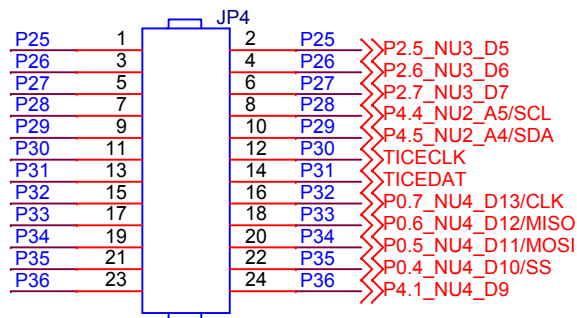 JP4
P25 1 2 P25 P2.5_NU3_D5
P26 3 4 P26 P2.6_NU3_D6
P27 5 6 P27 P2.7_NU3_D7
P28 7 8 P28 P4.4_NU2_A5/SCL
P29 9 10 P29 P4.5_NU2_A4/SDA
P30 11 12 P30 TICECLK
P31 13 14 P31 TICEDAT
P32 15 16 P32 P0.7_NU4_D13/CLK
P33 17 18 P33 P0.6_NU4_D12/MISO
P34 19 20 P34 P0.5_NU4_D11/MOSI
P35 21 22 P35 P0.4_NU4_D10/SS
P36 23 24 P36 P4.1_NU4_D9